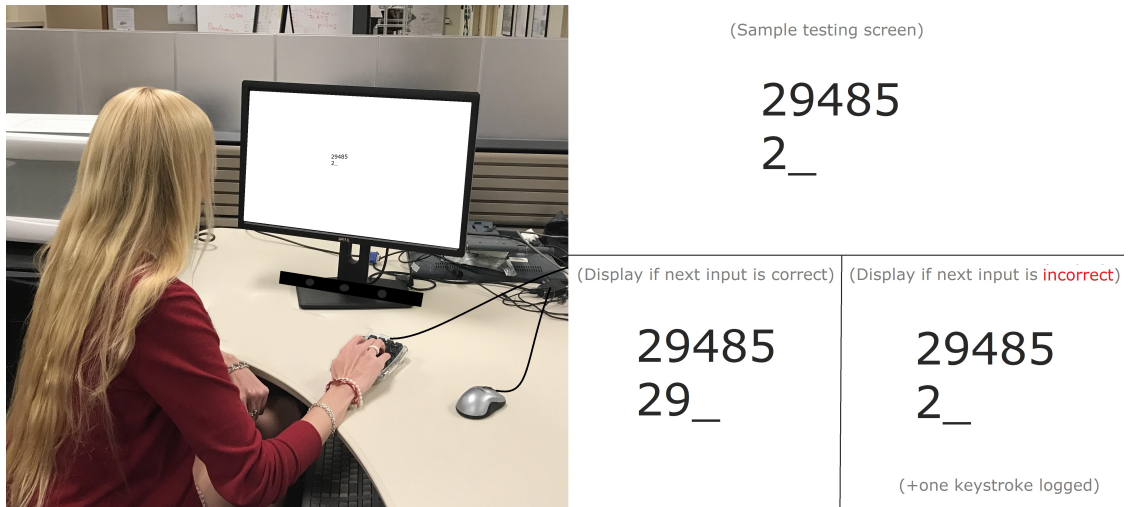 29485
2_
(Sample testing screen)
29485
2_
(Display if next input is correct)
29485
29_
(Display if next input is incorrect)
29485
2_
(+one keystroke logged)